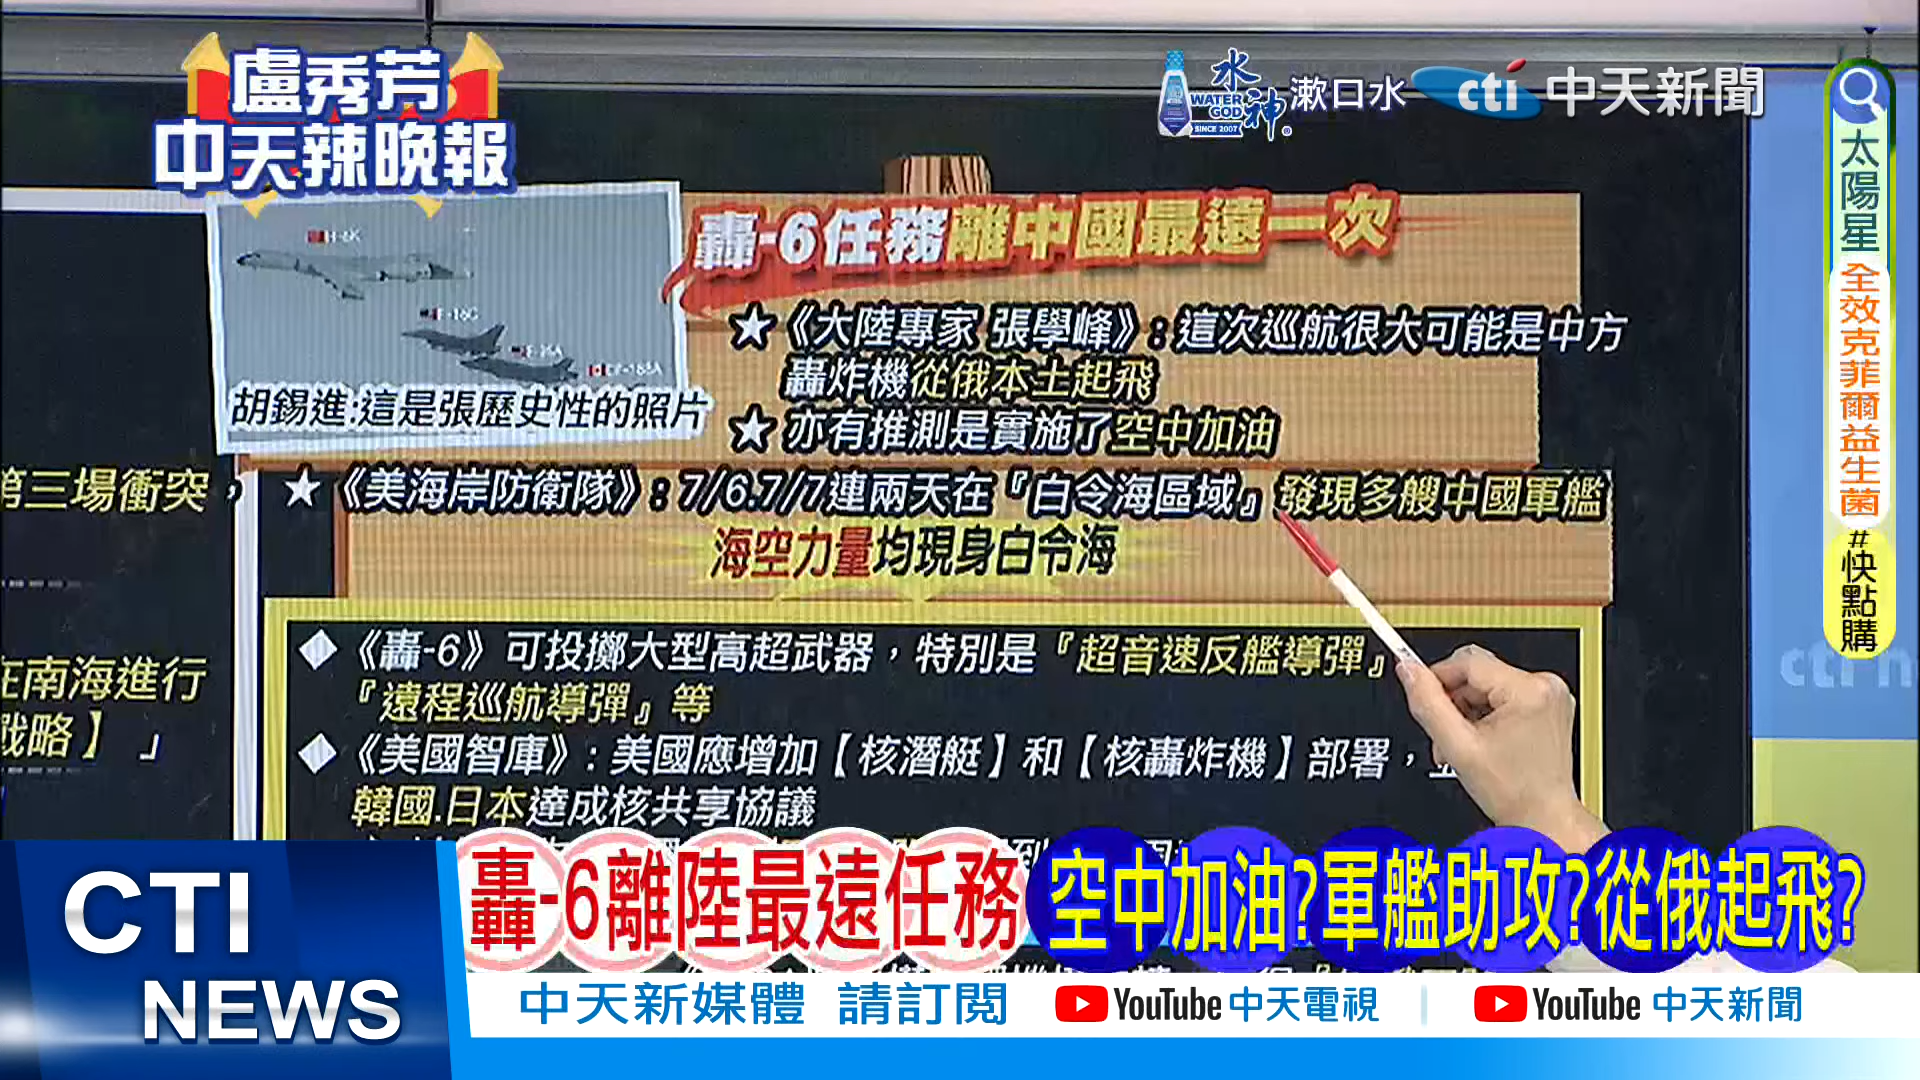 盧秀芳
中天辣晚報
水神
WATER GOD
SINCE 2007
漱口水
cti 中天新聞
太陽星
全效克菲爾益生菌
#快點購
轟-6任務離中國最遠一次
H-6K
F-16C
胡錫進:這是張歷史性的照片
★《大陸專家 張學峰》:這次巡航很大可能是中方
轟炸機從俄本土起飛
★ 亦有推測是實施了空中加油
★《美海岸防衛隊》:7/6.7/7連兩天在『白令海區域』發現多艘中國軍艦
海空力量均現身白令海
第三場衝突,
在南海進行
戰略】」
◆《轟-6》可投擲大型高超武器,特別是『超音速反艦導彈』
『遠程巡航導彈』等
◆《美國智庫》:美國應增加【核潛艇】和【核轟炸機】部署,
韓國.日本達成核共享協議
轟-6離陸最遠任務 空中加油?軍艦助攻?從俄起飛?
CTI
NEWS
中天新媒體 請訂閱 YouTube 中天電視 | YouTube 中天新聞